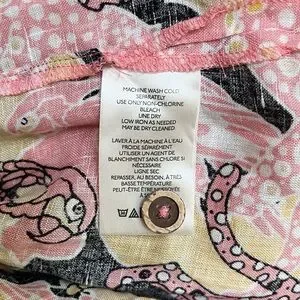 MACHINE WASH COLD
SEPARATELY
USE ONLY NON-CHLORINE
BLEACH
LINE DRY
LOW IRON AS NEEDED
MAY BE DRY CLEANED
LAVER À LA MACHINE À L'EAU
FROIDE SÉPARÉMENT
UTILISER UN AGENT DE
BLANCHIMENT SANS CHLORE SI
NÉCESSAIRE
LIGNE SEC
REPASSER, AU BESOIN, À TRÈS
BASSE TEMPÉRATURE
PEUT-ÊTRE ÊTRE
À SEC